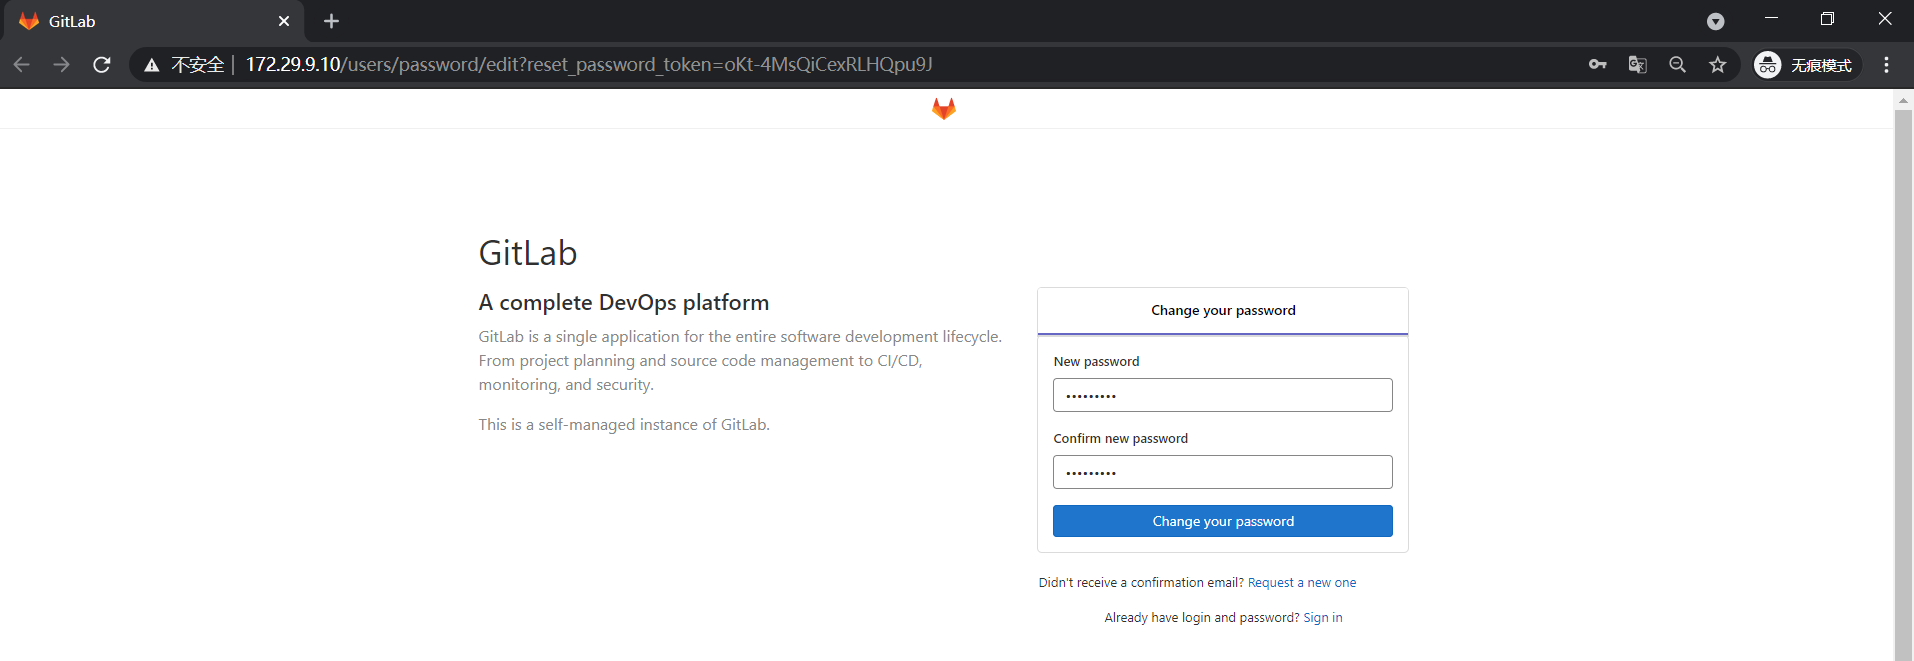 GitLab
不安全 172.29.9.10/users/password/edit?reset_password_token=oKt-4MsQiCexRLHQpu9J
无痕模式
GitLab
A complete DevOps platform
GitLab is a single application for the entire software development lifecycle.
From project planning and source code management to CI/CD,
monitoring, and security.
This is a self-managed instance of GitLab.
Change your password
New password
•••••••••
Confirm new password
•••••••••
Change your password
Didn't receive a confirmation email? Request a new one
Already have login and password? Sign in